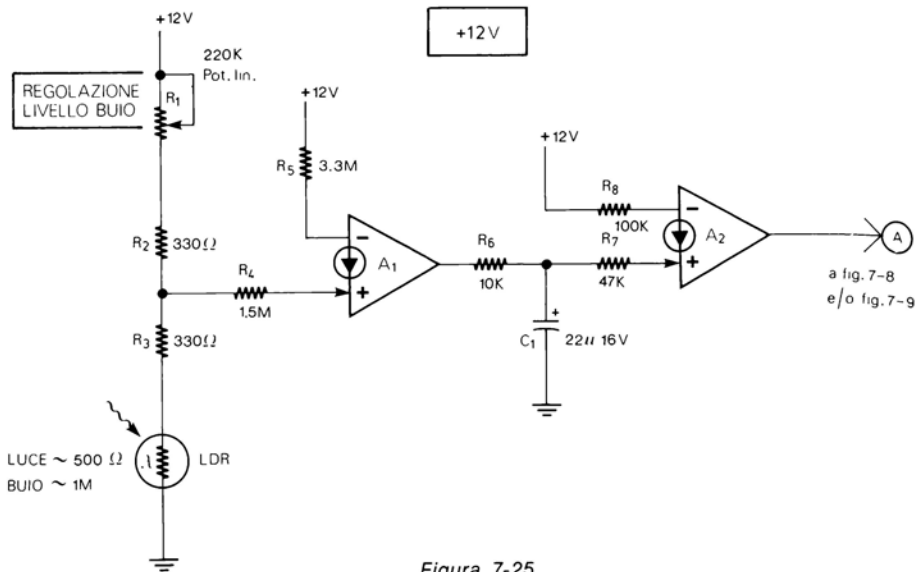 +12V
+12V
220K
Pot. lin.
REGOLAZIONE
LIVELLO BUIO
R1
+12V
R5
3.3M
+12V
R8
100K
R2
330Ω
R4
1.5M
A1
R6
10K
R7
47K
A2
A
a fig. 7-8
e/o fig. 7-9
R3
330Ω
C1
+
22u 16V
LUCE ~ 500 Ω
BUIO ~ 1M
LDR
Figura 7-25